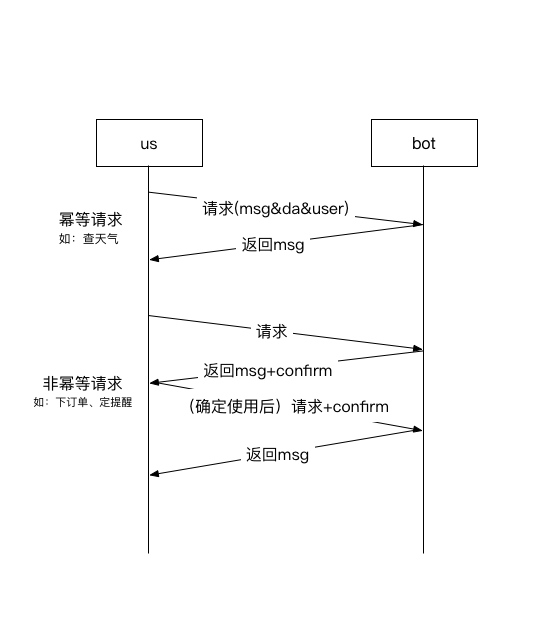 us
bot
请求(msg&da&user)
幂等请求
如：查天气
返回msg
请求
返回msg+confirm
非幂等请求
如：下订单、定提醒
（确定使用后）请求+confirm
返回msg